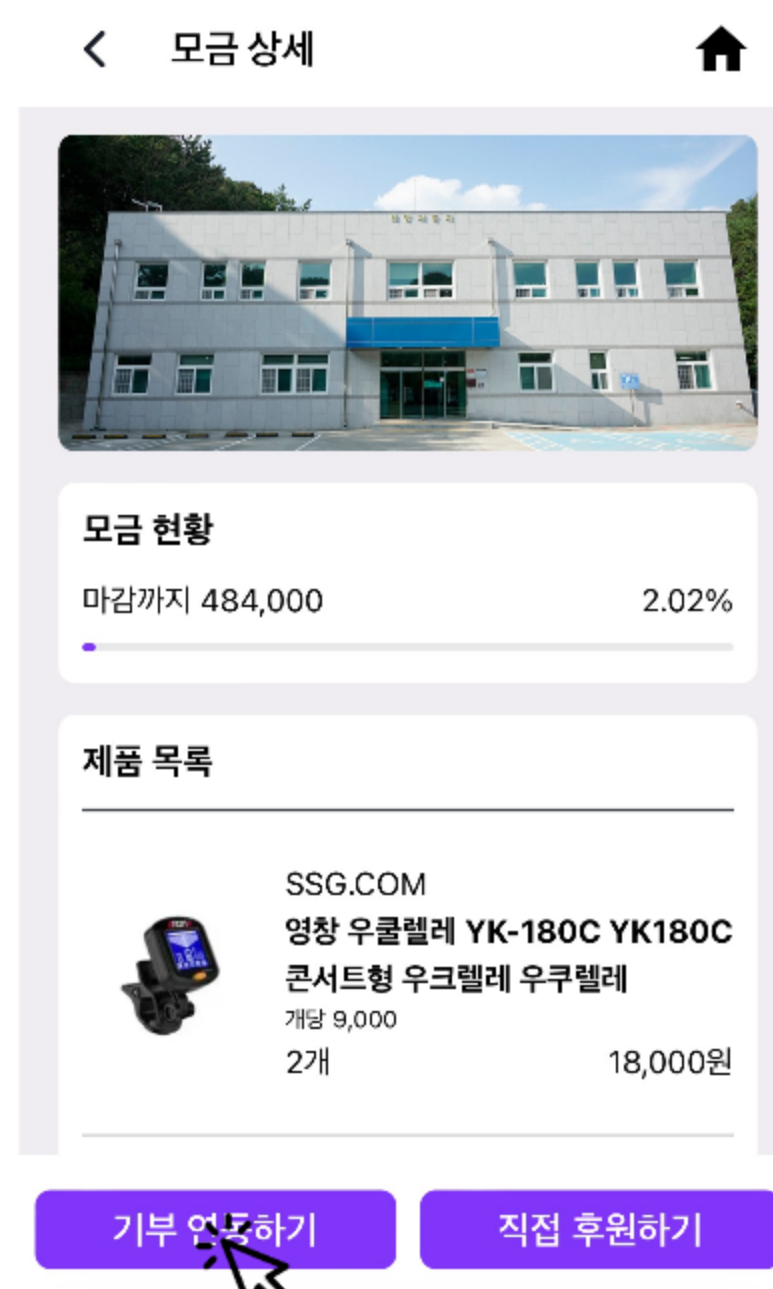 모금 상세
모금 현황
마감까지 484,000
2.02%
제품 목록
SSG.COM
영창 우쿨렐레 YK-180C YK180C
콘서트형 우크렐레 우쿠렐레
개당 9,000
2개
18,000원
기부 연동하기
직접 후원하기